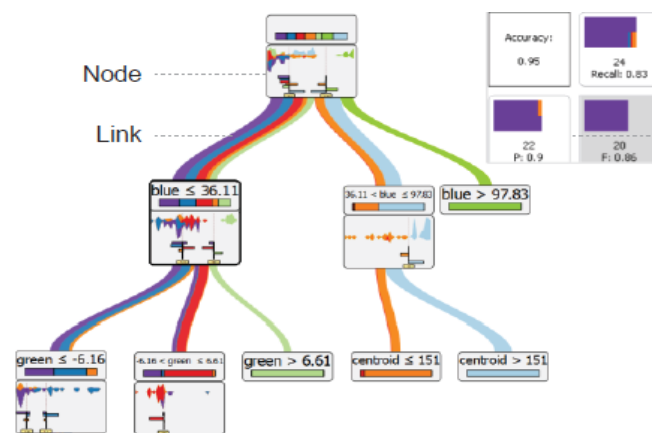 Node
Link
Accuracy:
0.95
24
Recall: 0.83
22
P: 0.9
20
F: 0.86
blue ≤ 36.11
36.11 < blue ≤ 97.83
blue > 97.83
green ≤ -6.16
-6.16 < green ≤ 6.61
green > 6.61
centroid ≤ 151
centroid > 151